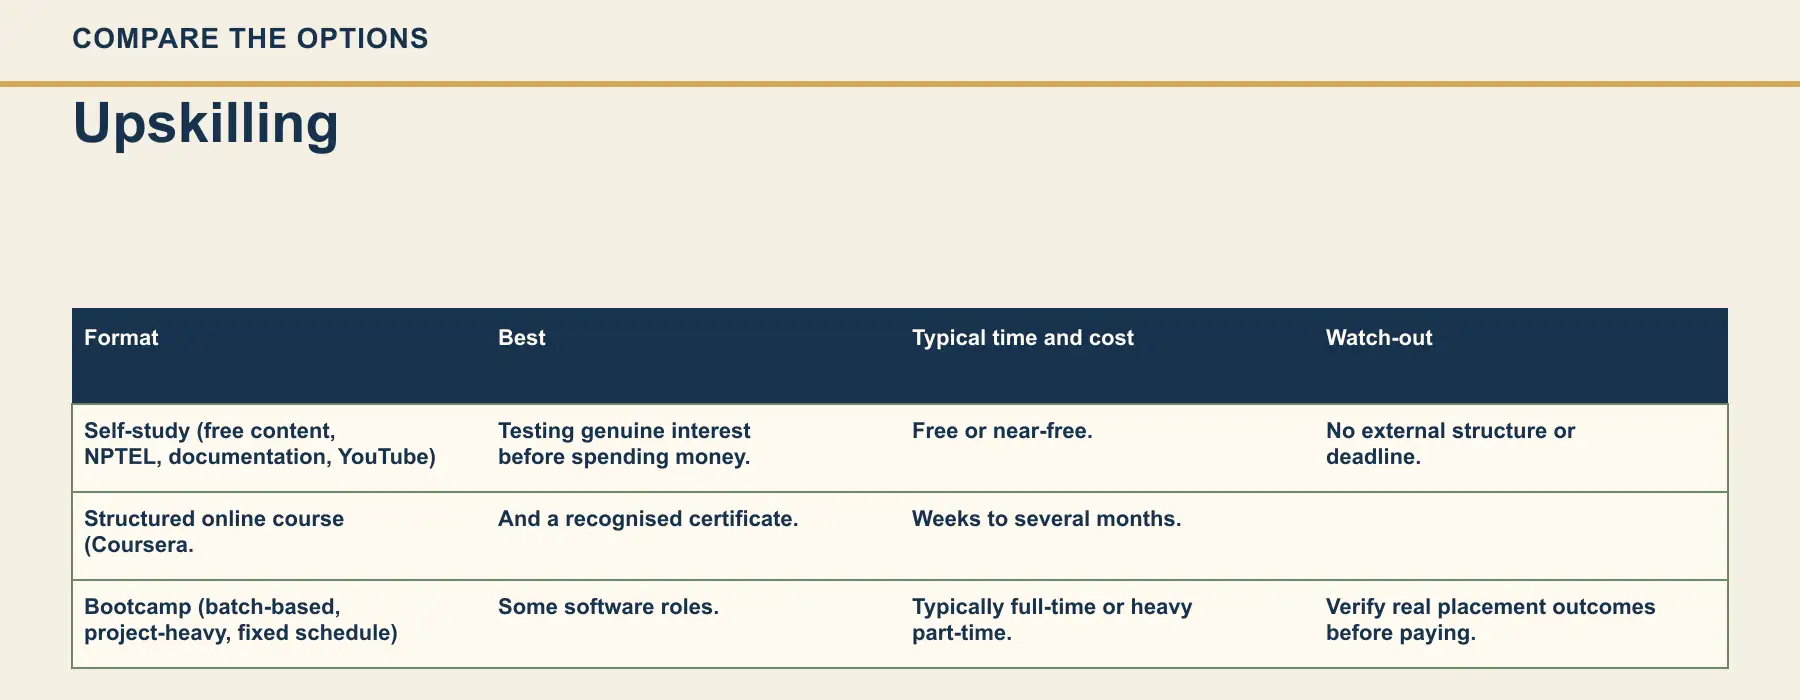 COMPARE THE OPTIONS
Upskilling
Format
Best
Typical time and cost
Watch-out
Self-study (free content,
NPTEL, documentation, YouTube)
Testing genuine interest
before spending money.
Free or near-free.
No external structure or
deadline.
Structured online course
(Coursera.
And a recognised certificate.
Weeks to several months.
Bootcamp (batch-based,
project-heavy, fixed schedule)
Some software roles.
Typically full-time or heavy
part-time.
Verify real placement outcomes
before paying.